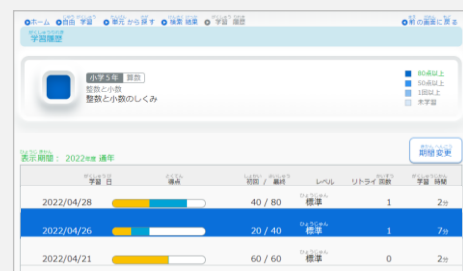 ホーム 自由 学習 単元 から 探す 検索 結果 学習 履歴 前 の画面に 戻る
学習履歴
小学5年 算数
整数と小数
整数と小数のしくみ
80点以上
50点以上
1回以上
未学習
表示期間： 2022年度 通年
期間変更
学習 日 得点 初回 / 最終 レベル リトライ 回数 学習 時間
2022/04/28 40 / 80 標準 1 2分
2022/04/26 20 / 40 標準 1 7分
2022/04/21 60 / 60 標準 0 2分